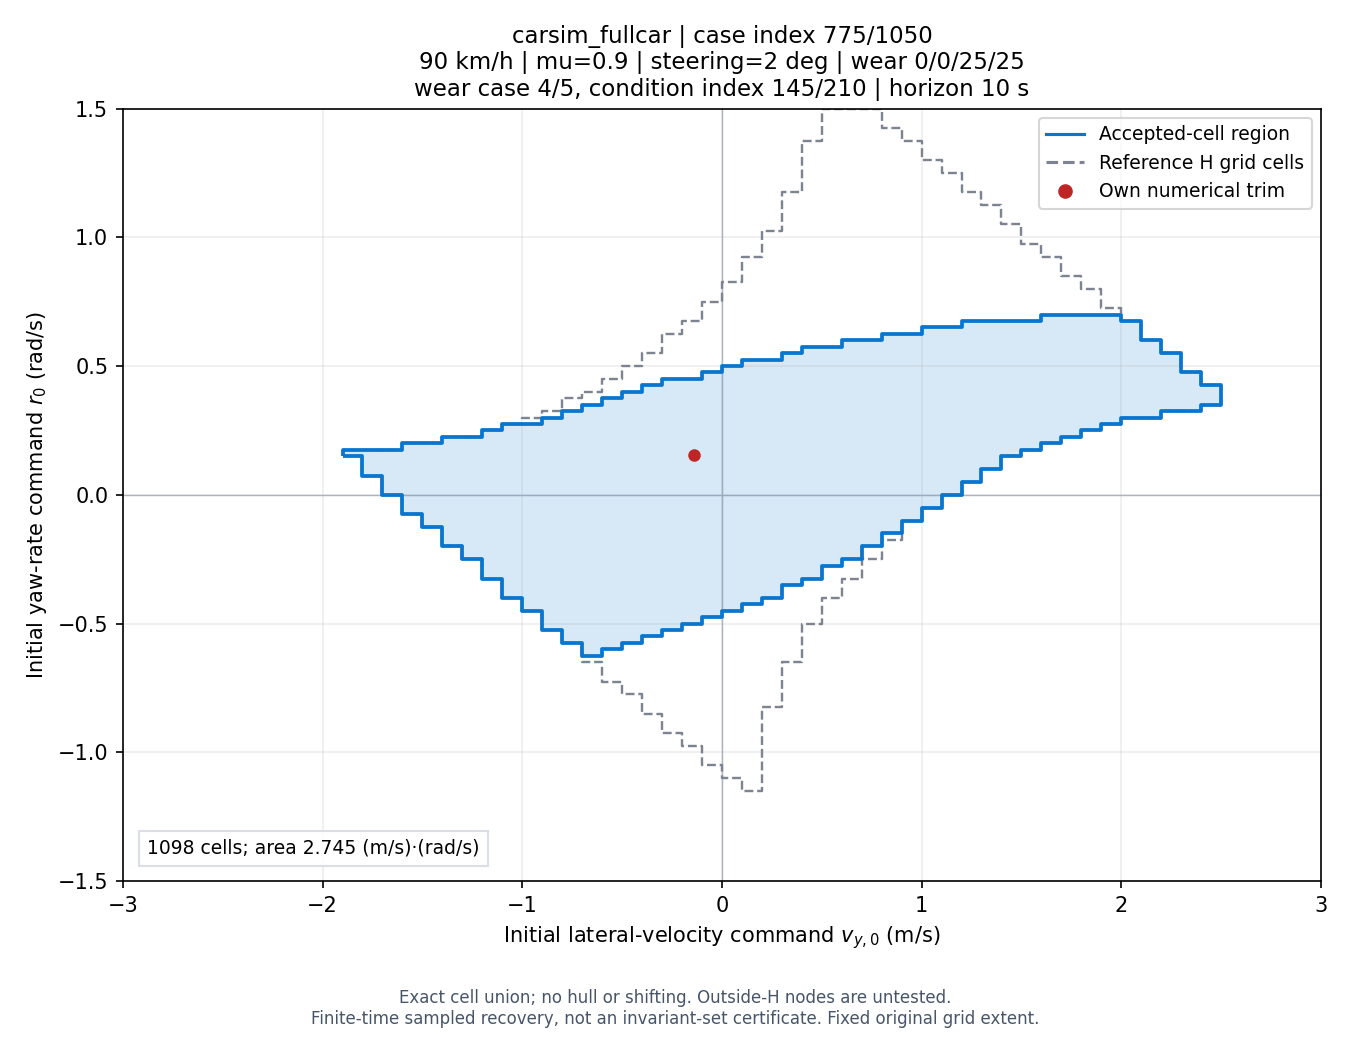 carsim_fullcar | case index 775/1050
90 km/h | mu=0.9 | steering=2 deg | wear 0/0/25/25
wear case 4/5, condition index 145/210 | horizon 10 s
Accepted-cell region
Reference H grid cells
Own numerical trim
1.5
1.0
0.5
0.0
−0.5
−1.0
−1.5
Initial yaw-rate command r0 (rad/s)
1098 cells; area 2.745 (m/s)·(rad/s)
−3 −2 −1 0 1 2 3
Initial lateral-velocity command vy,0 (m/s)
Exact cell union; no hull or shifting. Outside-H nodes are untested.
Finite-time sampled recovery, not an invariant-set certificate. Fixed original grid extent.